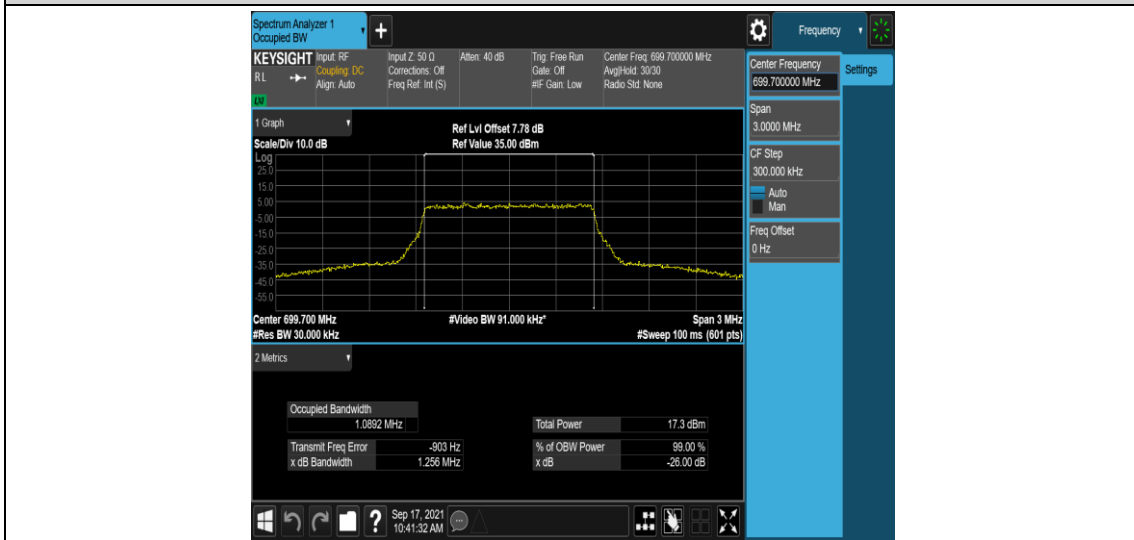 Spectrum Analyzer 1
Occupied BW
Frequency
KEYSIGHT
RL
LXI
Input: RF
Coupling: DC
Align: Auto
Input Z: 50 Ω
Corrections: Off
Freq Ref: Int (S)
Atten: 40 dB
Trig: Free Run
Gate: Off
#IF Gain: Low
Center Freq: 699.700000 MHz
Avg|Hold: 30/30
Radio Std: None
Center Frequency
699.700000 MHz
Settings
Span
3.0000 MHz
CF Step
300.000 kHz
Auto
Man
Freq Offset
0 Hz
1 Graph
Scale/Div 10.0 dB
Ref Lvl Offset 7.78 dB
Ref Value 35.00 dBm
Log
25.0
15.0
5.00
-5.00
-15.0
-25.0
-35.0
-45.0
-55.0
Center 699.700 MHz
#Video BW 91.000 kHz*
Span 3 MHz
#Res BW 30.000 kHz
#Sweep 100 ms (601 pts)
2 Metrics
Occupied Bandwidth
1.0892 MHz
Total Power 17.3 dBm
Transmit Freq Error -903 Hz
% of OBW Power 99.00 %
x dB Bandwidth 1.256 MHz
x dB -26.00 dB
?
Sep 17, 2021
10:41:32 AM